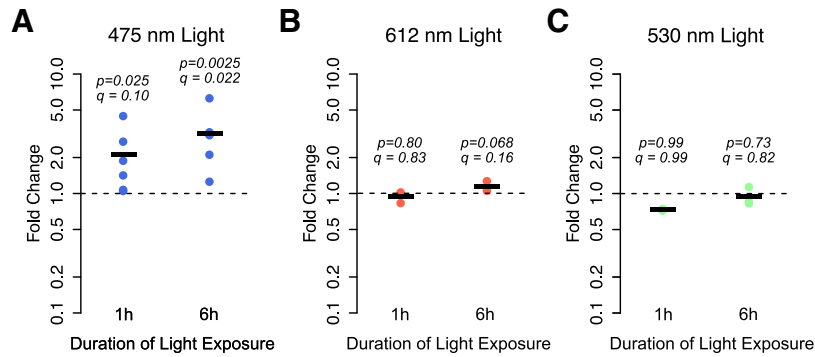 A
475 nm Light
Fold Change
10.0
5.0
2.0
1.0
0.5
0.2
0.1
p=0.025
q = 0.10
p=0.0025
q = 0.022
1h
6h
Duration of Light Exposure
B
612 nm Light
Fold Change
10.0
5.0
2.0
1.0
0.5
0.2
0.1
p=0.80
q = 0.83
p=0.068
q = 0.16
1h
6h
Duration of Light Exposure
C
530 nm Light
Fold Change
10.0
5.0
2.0
1.0
0.5
0.2
0.1
p=0.99
q = 0.99
p=0.73
q = 0.82
1h
6h
Duration of Light Exposure